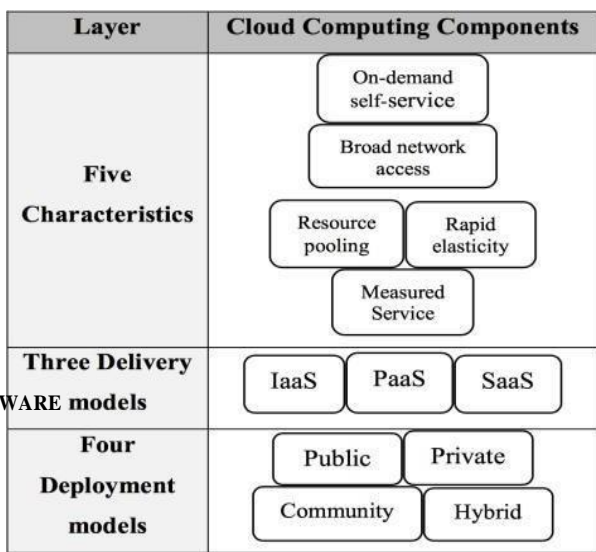 Layer
Cloud Computing Components
Five
Characteristics
On-demand
self-service
Broad network
access
Resource
pooling
Rapid
elasticity
Measured
Service
Three Delivery
WARE models
IaaS
PaaS
SaaS
Four
Deployment
models
Public
Private
Community
Hybrid